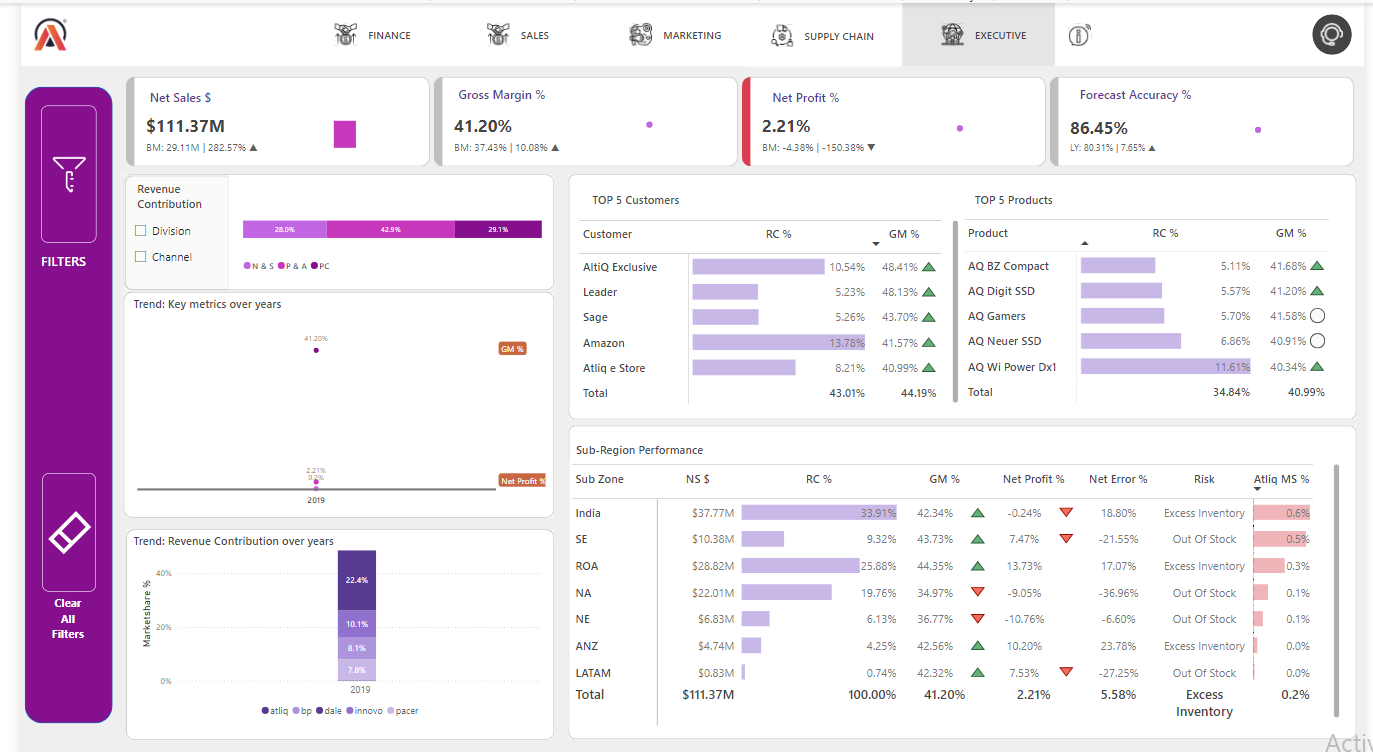 FINANCE
SALES
MARKETING
SUPPLY CHAIN
EXECUTIVE
FILTERS
Clear
All
Filters
Net Sales $
$111.37M
BM: 29.11M | 282.57% ▲
Gross Margin %
41.20%
BM: 37.43% | 10.08% ▲
Net Profit %
2.21%
BM: -4.38% | -150.38% ▼
Forecast Accuracy %
86.45%
LY: 80.31% | 7.65% ▲
Revenue
Contribution
Division
Channel
28.0% 42.9% 29.1%
N & S P & A PC
Trend: Key metrics over years
41.20%
GM %
2.21%
0.2%
Net Profit %
2019
Trend: Revenue Contribution over years
Marketshare %
40%
20%
0%
22.4%
10.1%
8.1%
7.8%
2019
atliq bp dale innovo pacer
TOP 5 Customers
Customer RC % GM %
AltiQ Exclusive 10.54% 48.41%
Leader 5.23% 48.13%
Sage 5.26% 43.70%
Amazon 13.78% 41.57%
Atliq e Store 8.21% 40.99%
Total 43.01% 44.19%
TOP 5 Products
Product RC % GM %
AQ BZ Compact 5.11% 41.68%
AQ Digit SSD 5.57% 41.20%
AQ Gamers 5.70% 41.58%
AQ Neuer SSD 6.86% 40.91%
AQ Wi Power Dx1 11.61% 40.34%
Total 34.84% 40.99%
Sub-Region Performance
Sub Zone NS $ RC % GM % Net Profit % Net Error % Risk Atliq MS %
India $37.77M 33.91% 42.34% -0.24% 18.80% Excess Inventory 0.6%
SE $10.38M 9.32% 43.73% 7.47% -21.55% Out Of Stock 0.5%
ROA $28.82M 25.88% 44.35% 13.73% 17.07% Excess Inventory 0.3%
NA $22.01M 19.76% 34.97% -9.05% -36.96% Out Of Stock 0.1%
NE $6.83M 6.13% 36.77% -10.76% -6.60% Out Of Stock 0.1%
ANZ $4.74M 4.25% 42.56% 10.20% 23.78% Excess Inventory 0.0%
LATAM $0.83M 0.74% 42.32% 7.53% -27.25% Out Of Stock 0.0%
Total $111.37M 100.00% 41.20% 2.21% 5.58% Excess 0.2%
Inventory